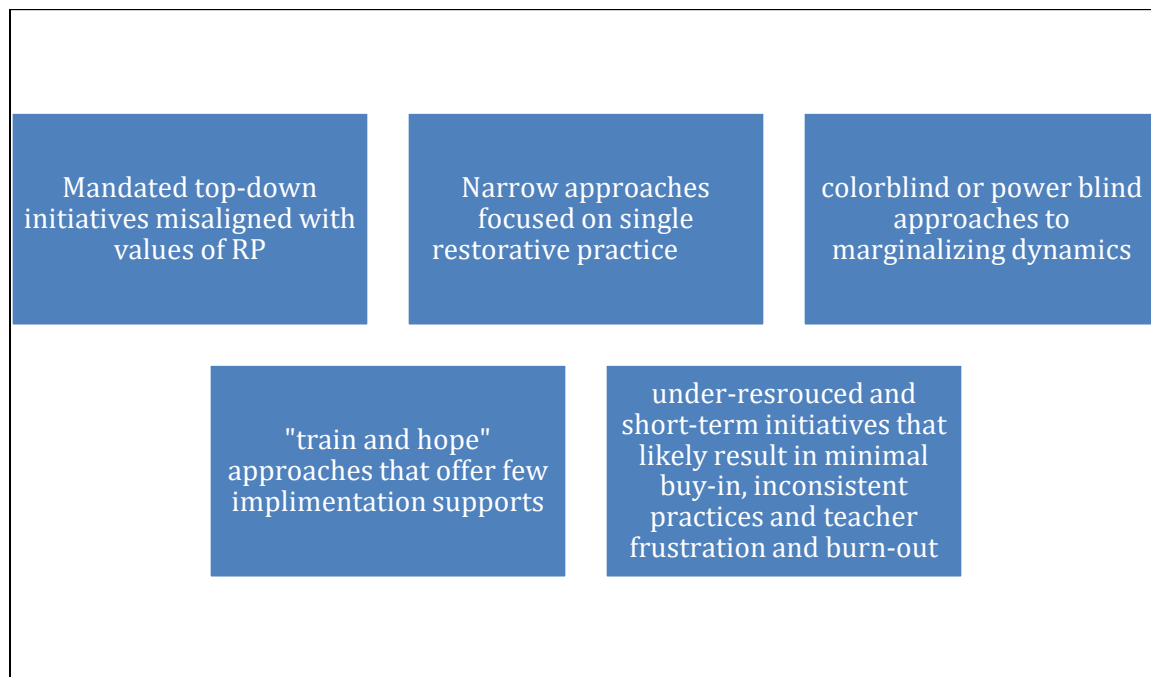 Mandated top-down
initiatives misaligned with
values of RP
Narrow approaches
focused on single
restorative practice
colorblind or power blind
approaches to
marginalizing dynamics
"train and hope"
approaches that offer few
implimentation supports
under-resrouced and
short-term initiatives that
likely result in minimal
buy-in, inconsistent
practices and teacher
frustration and burn-out